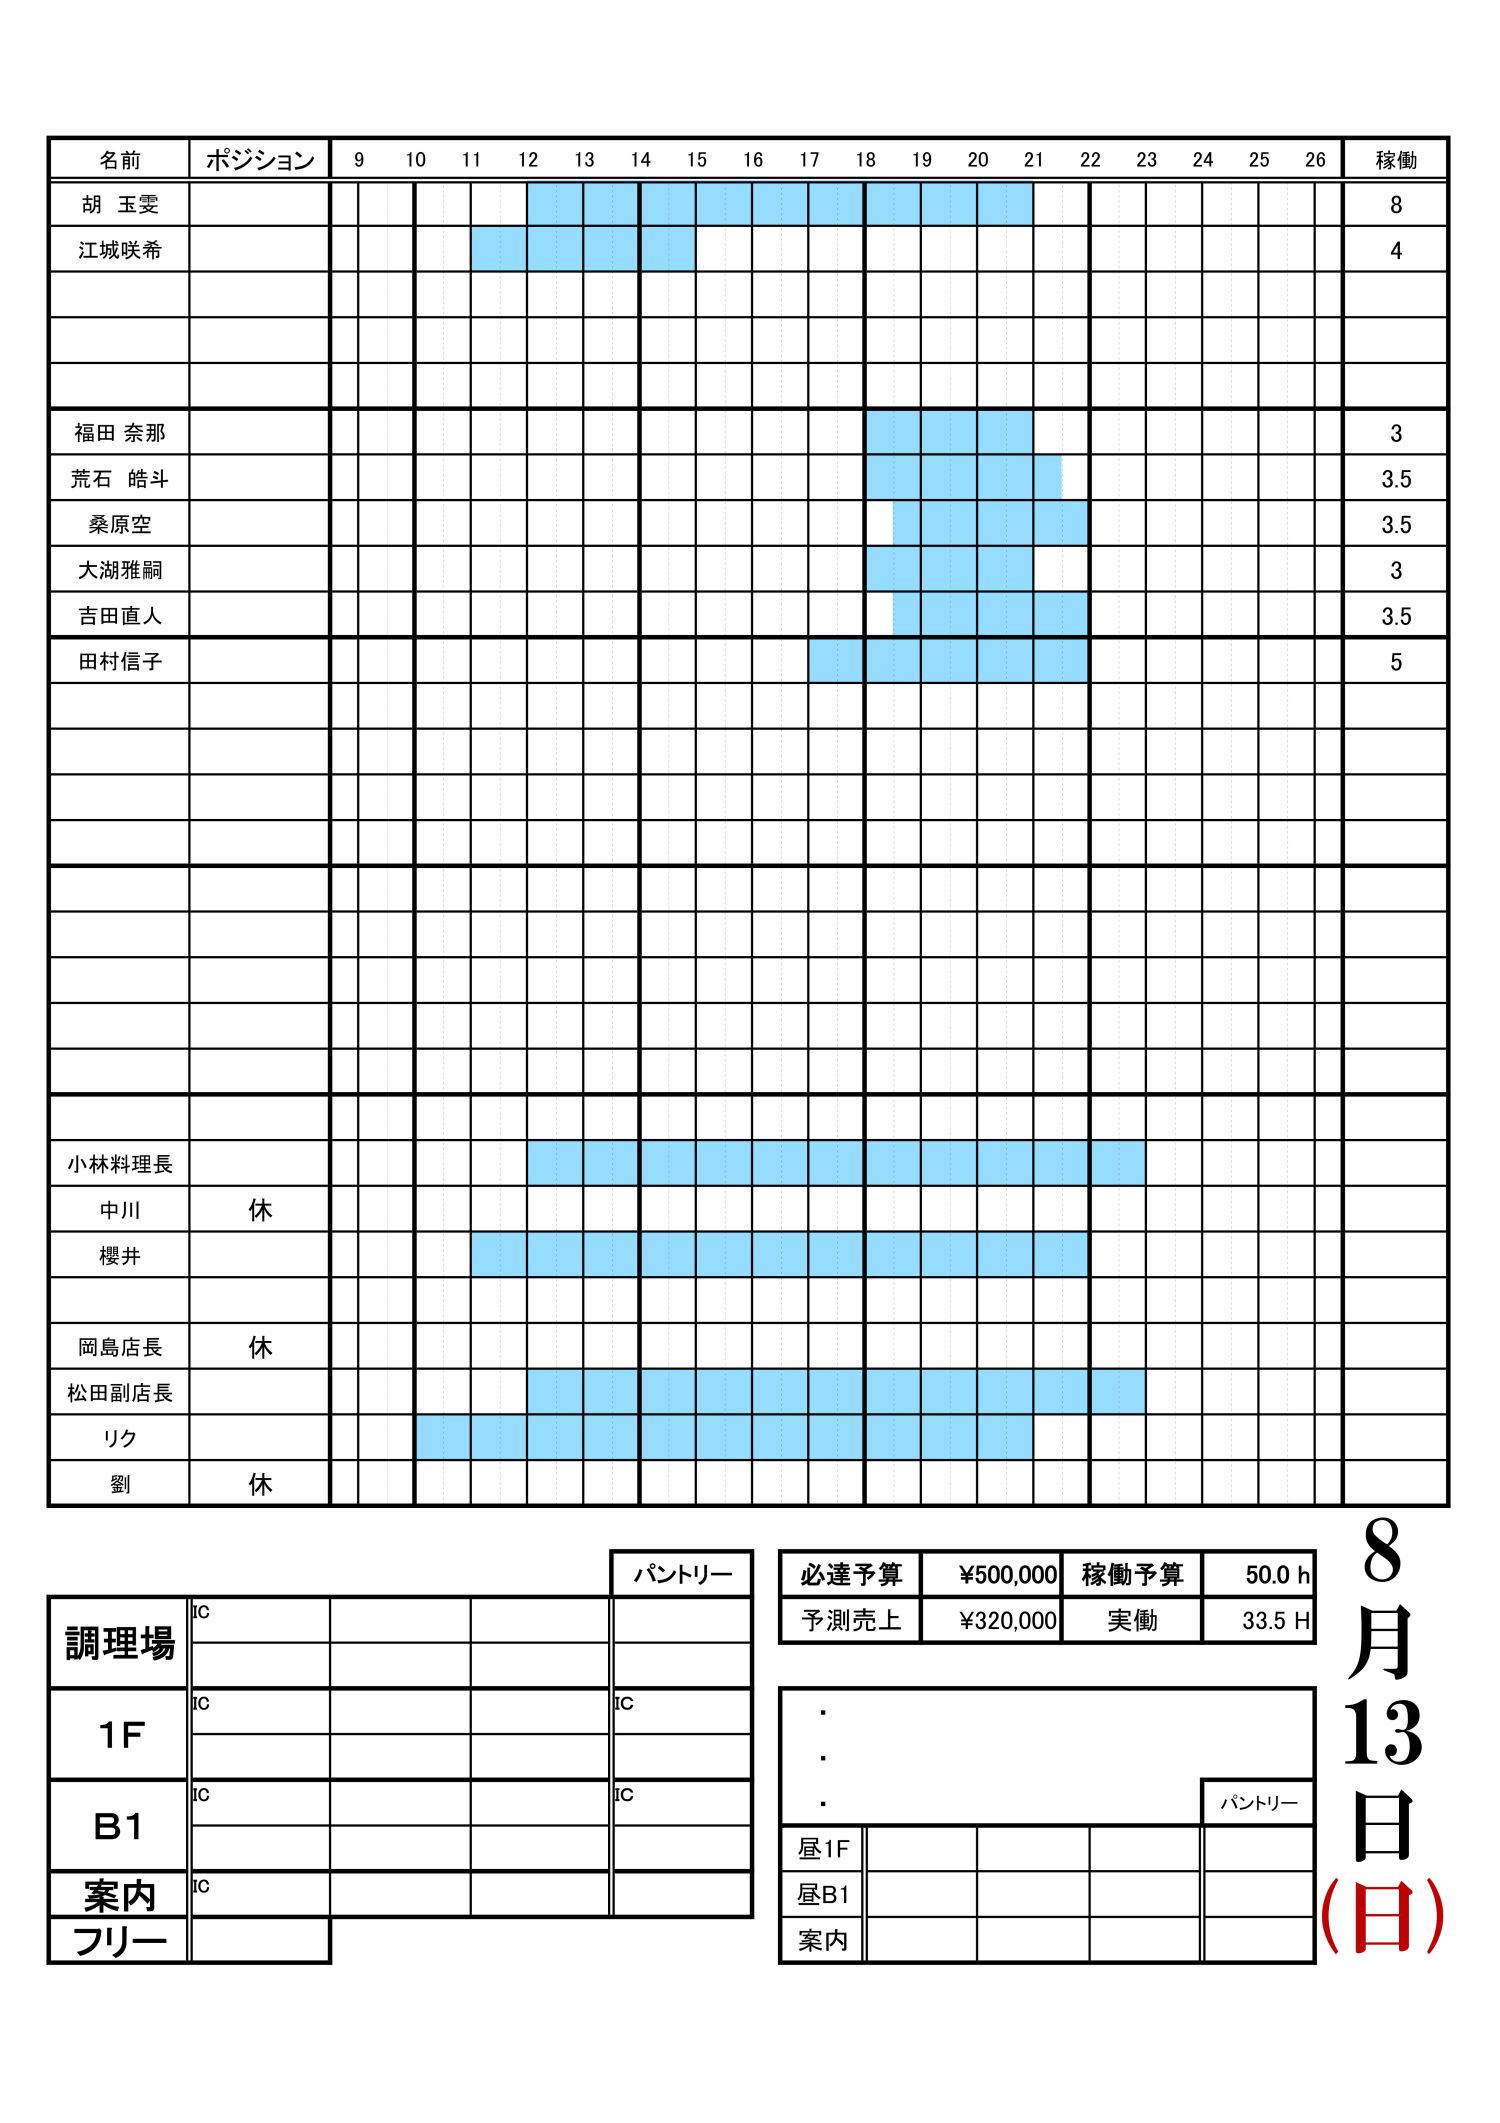 名前 ポジション 9 10 11 12 13 14 15 16 17 18 19 20 21 22 23 24 25 26 稼働
胡 玉雯 8
江城咲希 4
福田 奈那 3
荒石 皓斗 3.5
桑原空 3.5
大湖雅嗣 3
吉田直人 3.5
田村信子 5
小林料理長
中川 休
櫻井
岡島店長 休
松田副店長
リク
劉 休
パントリー
調理場 IC
1F IC IC
B1 IC IC
案内 IC
フリー
必達予算 ¥500,000 稼働予算 50.0 h
予測売上 ¥320,000 実働 33.5 H
・
・
・ パントリー
昼1F
昼B1
案内
8
月
13
日
(日)